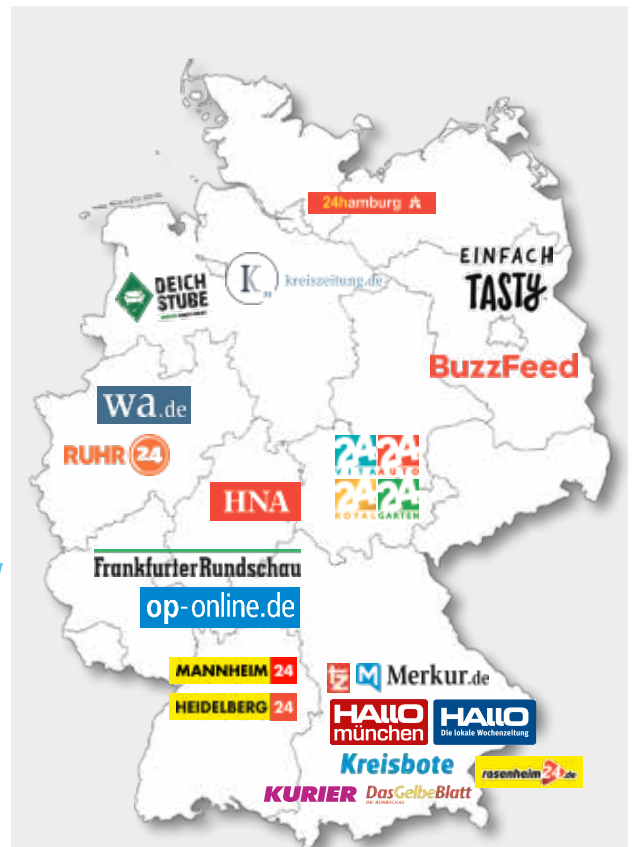 24hamburg
EINFACH
TASTY
DEICH
STUBE
K
kreiszeitung.de
BuzzFeed
wa.de
RUHR 24
24 24
VITA AUTO
24 24
ROYAL GARTEN
HNA
Frankfurter Rundschau
op-online.de
MANNHEIM 24
tz M Merkur.de
HEIDELBERG 24
HALLO
münchen
HALLO
Die lokale Wochenzeitung
Kreisbote
rosenheim24.de
KURIER
DasGelbeBlatt